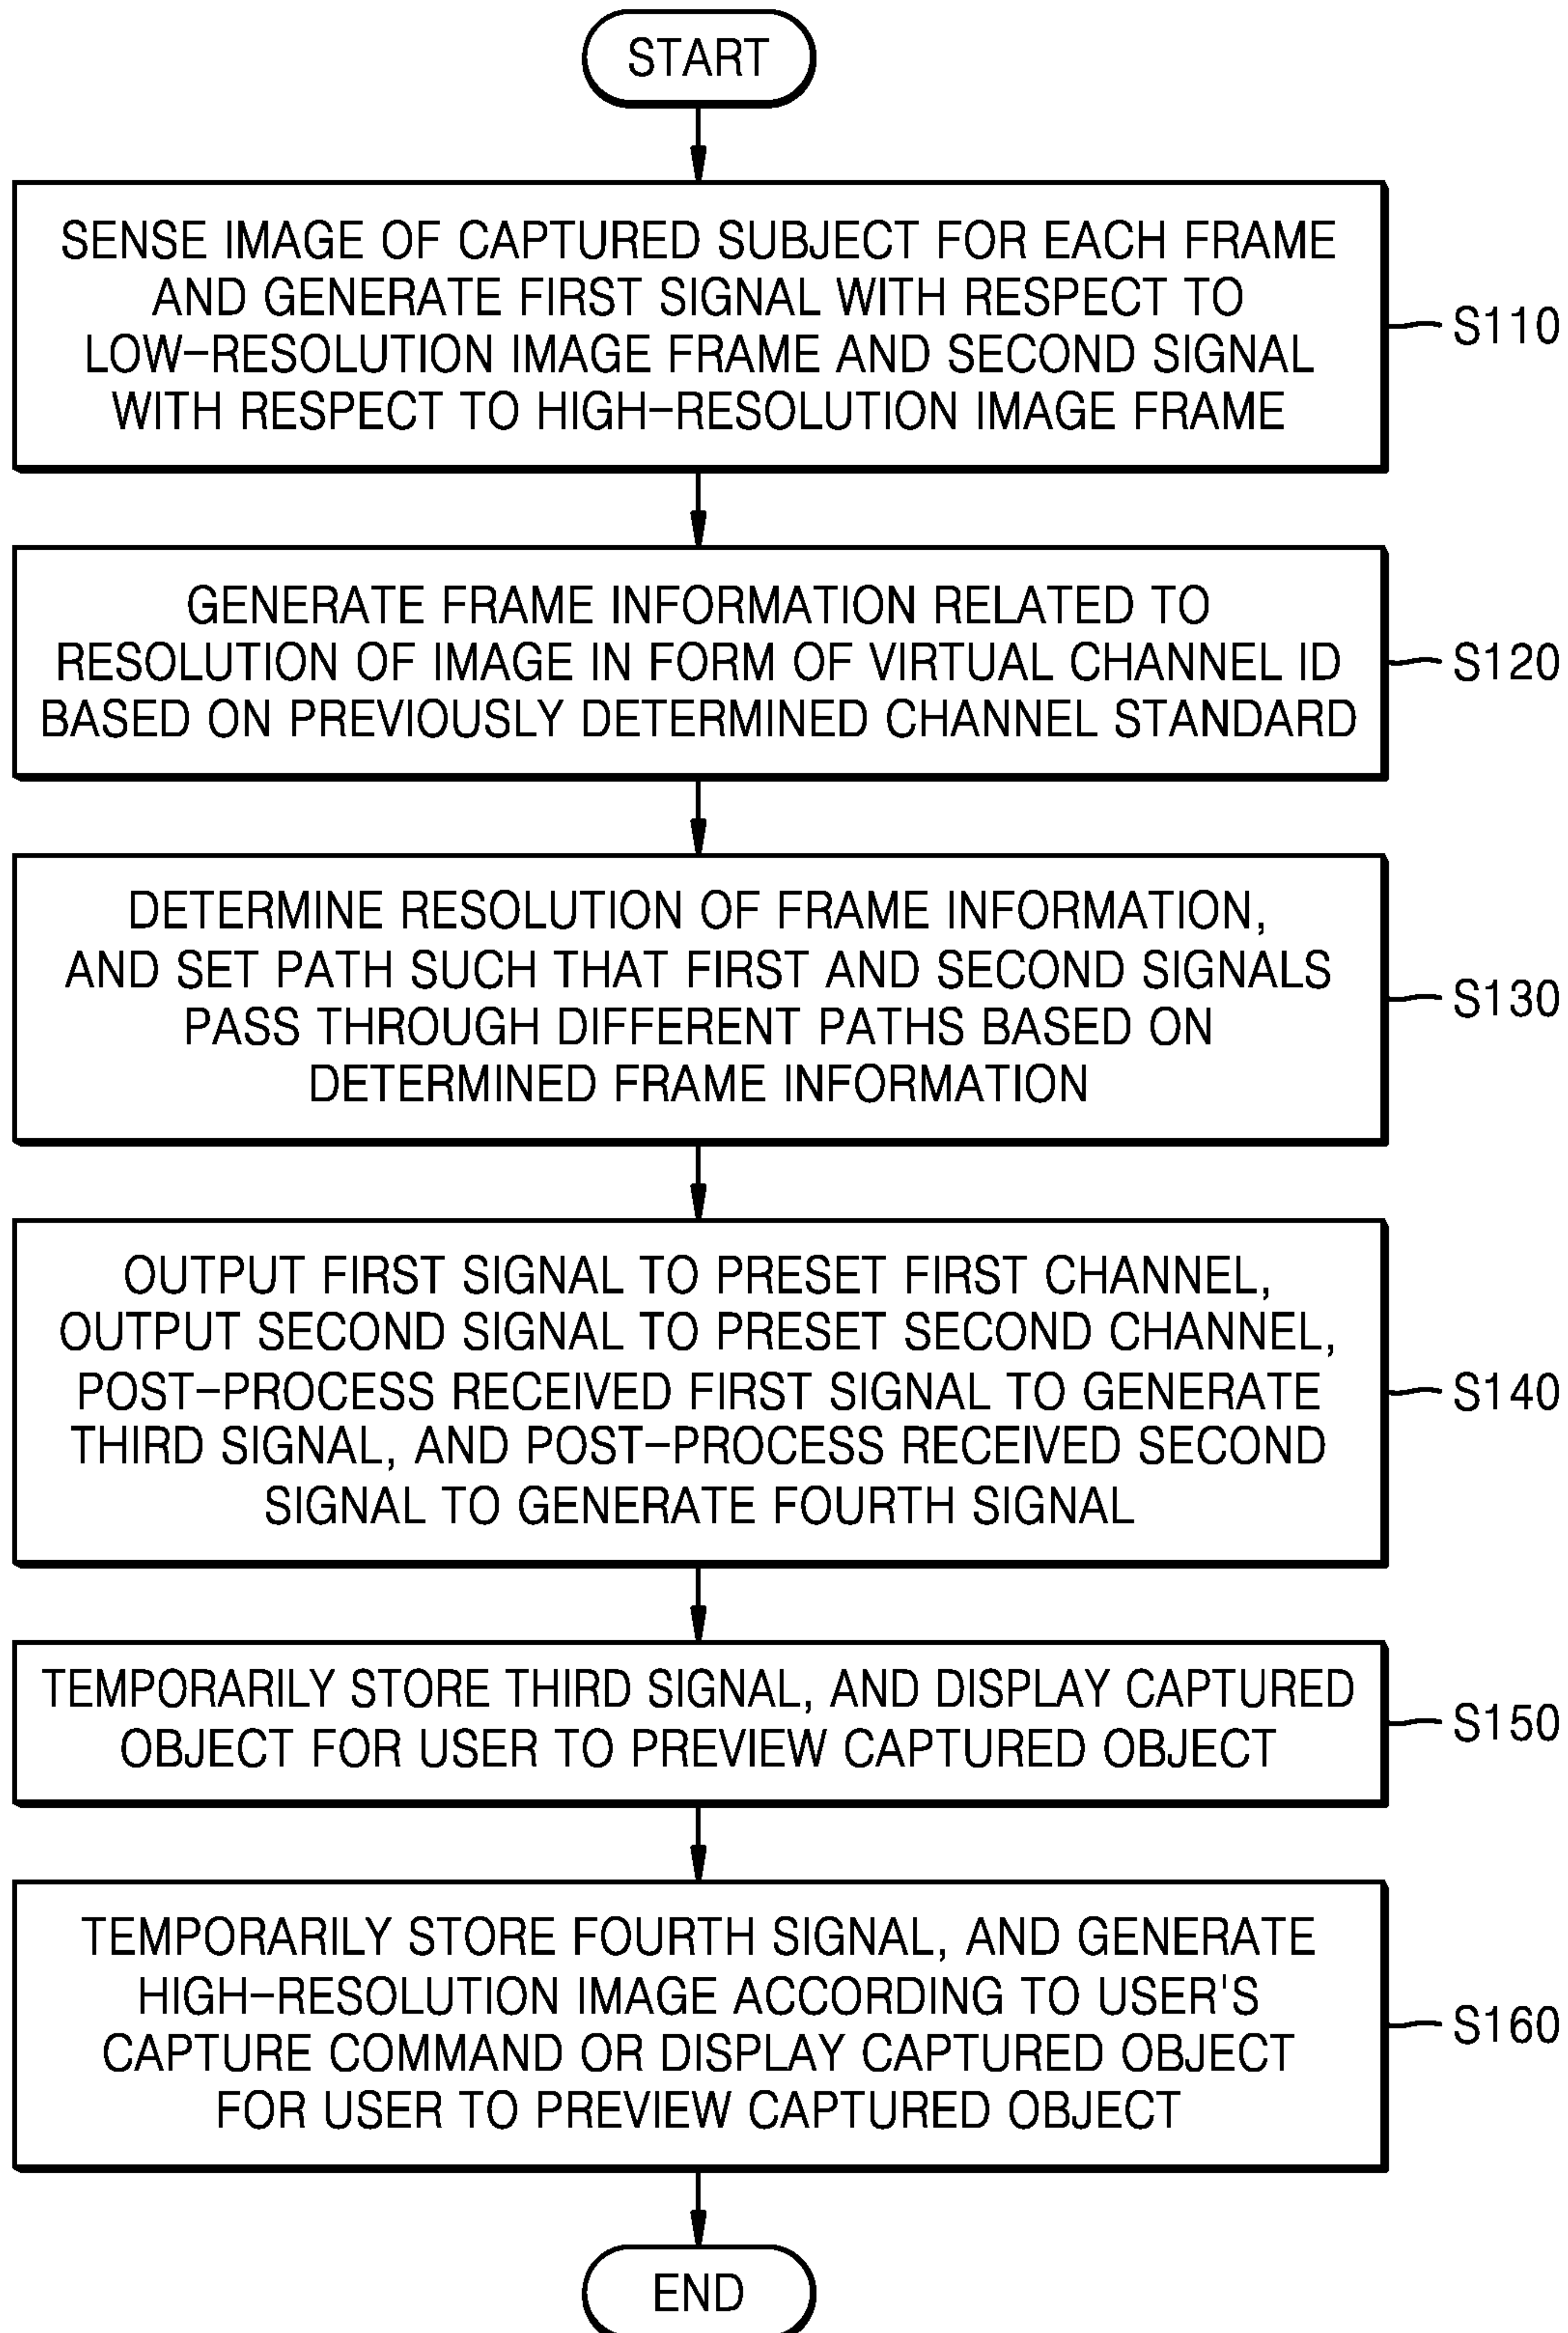 START
SENSE IMAGE OF CAPTURED SUBJECT FOR EACH FRAME
AND GENERATE FIRST SIGNAL WITH RESPECT TO
LOW-RESOLUTION IMAGE FRAME AND SECOND SIGNAL
WITH RESPECT TO HIGH-RESOLUTION IMAGE FRAME
S110
GENERATE FRAME INFORMATION RELATED TO
RESOLUTION OF IMAGE IN FORM OF VIRTUAL CHANNEL ID
BASED ON PREVIOUSLY DETERMINED CHANNEL STANDARD
S120
DETERMINE RESOLUTION OF FRAME INFORMATION,
AND SET PATH SUCH THAT FIRST AND SECOND SIGNALS
PASS THROUGH DIFFERENT PATHS BASED ON
DETERMINED FRAME INFORMATION
S130
OUTPUT FIRST SIGNAL TO PRESET FIRST CHANNEL,
OUTPUT SECOND SIGNAL TO PRESET SECOND CHANNEL,
POST-PROCESS RECEIVED FIRST SIGNAL TO GENERATE
THIRD SIGNAL, AND POST-PROCESS RECEIVED SECOND
SIGNAL TO GENERATE FOURTH SIGNAL
S140
TEMPORARILY STORE THIRD SIGNAL, AND DISPLAY CAPTURED
OBJECT FOR USER TO PREVIEW CAPTURED OBJECT
S150
TEMPORARILY STORE FOURTH SIGNAL, AND GENERATE
HIGH-RESOLUTION IMAGE ACCORDING TO USER'S
CAPTURE COMMAND OR DISPLAY CAPTURED OBJECT
FOR USER TO PREVIEW CAPTURED OBJECT
S160
END